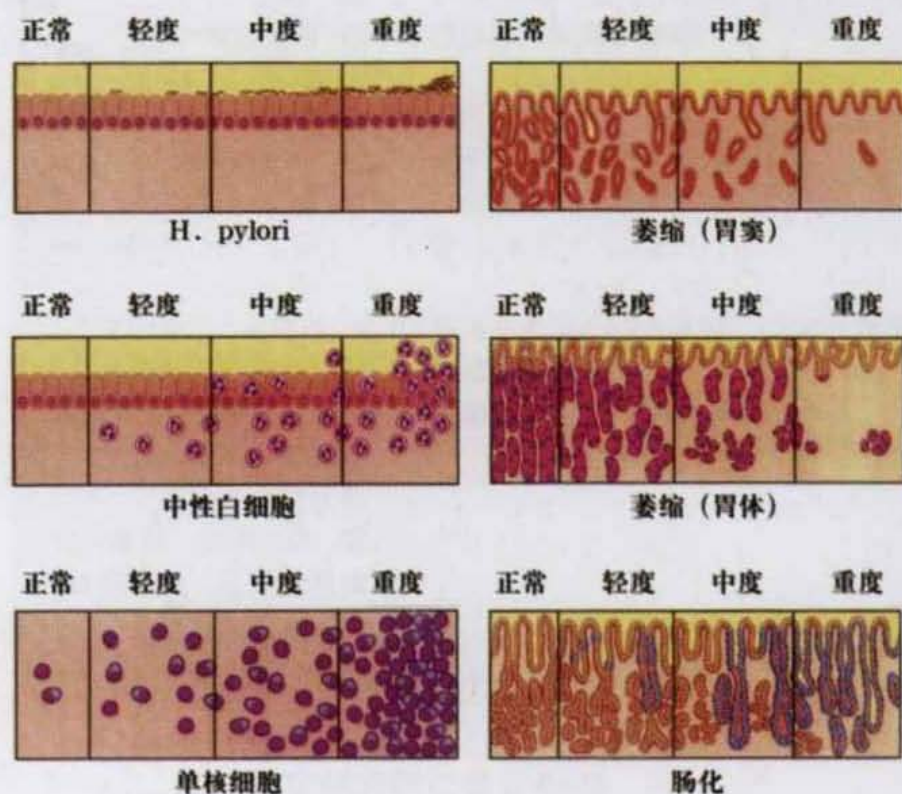 正常 轻度 中度 重度
H. pylori
正常 轻度 中度 重度
萎缩（胃窦）
正常 轻度 中度 重度
中性白细胞
正常 轻度 中度 重度
萎缩（胃体）
正常 轻度 中度 重度
单核细胞
正常 轻度 中度 重度
肠化